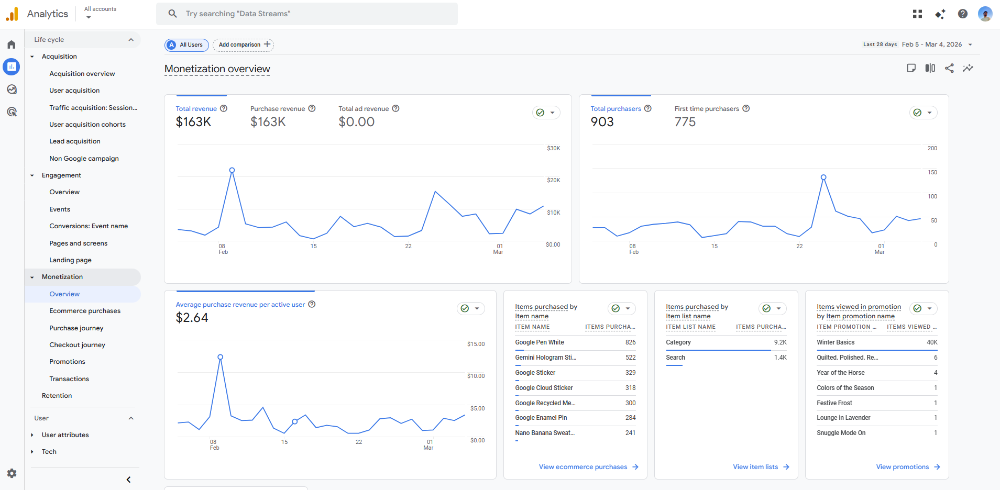 Analytics
All accounts
Try searching "Data Streams"
Life cycle
Acquisition
Acquisition overview
User acquisition
Traffic acquisition: Session...
User acquisition cohorts
Lead acquisition
Non Google campaign
Engagement
Overview
Events
Conversions: Event name
Pages and screens
Landing page
Monetization
Overview
Ecommerce purchases
Purchase journey
Checkout journey
Promotions
Transactions
Retention
User
User attributes
Tech
A All Users
Add comparison
Last 28 days Feb 5 - Mar 4, 2026
Monetization overview
Total revenue
$163K
Purchase revenue
$163K
Total ad revenue
$0.00
$30K
$20K
$10K
$0.00
08
Feb
15
22
01
Mar
Total purchasers
903
First time purchasers
775
200
150
100
50
0
08
Feb
15
22
01
Mar
Average purchase revenue per active user
$2.64
$15.00
$10.00
$5.00
$0.00
08
Feb
15
22
01
Mar
Items purchased by
Item name
ITEM NAME ITEMS PURCHA...
Google Pen White 826
Gemini Hologram Sti... 522
Google Sticker 329
Google Cloud Sticker 318
Google Recycled Me... 300
Google Enamel Pin 284
Nano Banana Sweat... 241
View ecommerce purchases
Items purchased by
Item list name
ITEM LIST NAME ITEMS PURCHA...
Category 9.2K
Search 1.4K
View item lists
Items viewed in promotion
by Item promotion name
ITEM PROMOTION ... ITEMS VIEWED ...
Winter Basics 40K
Quilted. Polished. Re... 6
Year of the Horse 4
Colors of the Season 1
Festive Frost 1
Lounge in Lavender 1
Snuggle Mode On 1
View promotions